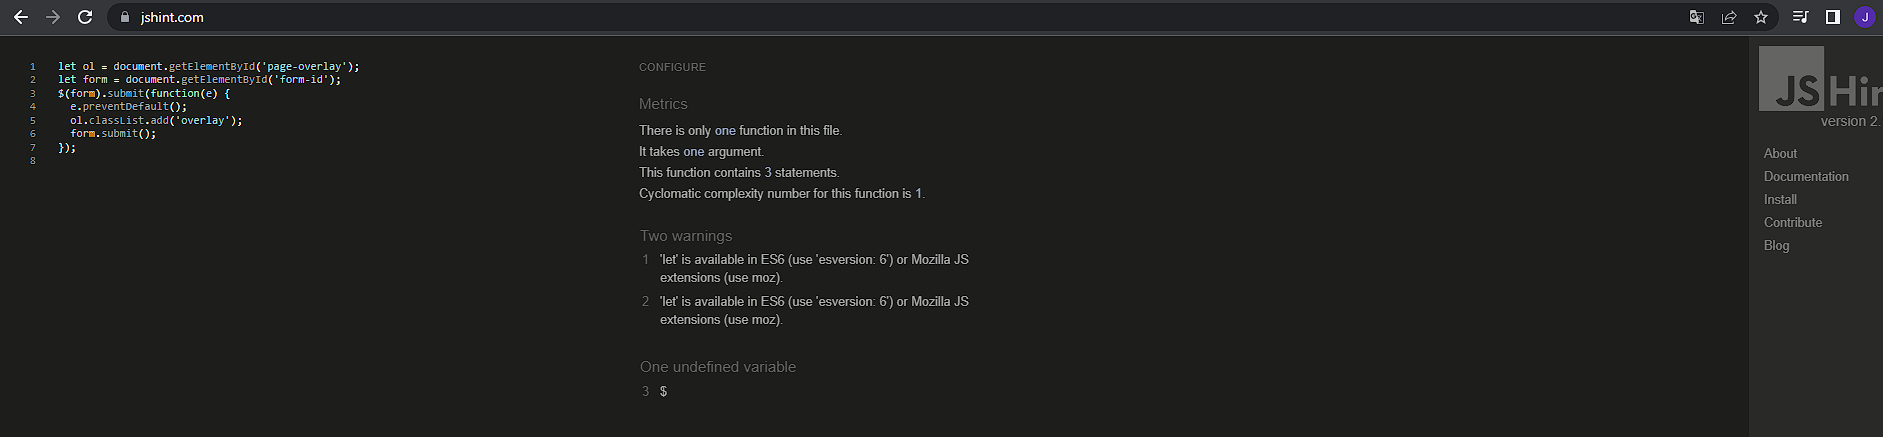 jshint.com
J
1 let ol = document.getElementById('page-overlay');
2 let form = document.getElementById('form-id');
3 $(form).submit(function(e) {
4 e.preventDefault();
5 ol.classList.add('overlay');
6 form.submit();
7 });
8
CONFIGURE
Metrics
There is only one function in this file.
It takes one argument.
This function contains 3 statements.
Cyclomatic complexity number for this function is 1.
Two warnings
1 'let' is available in ES6 (use 'esversion: 6') or Mozilla JS
extensions (use moz).
2 'let' is available in ES6 (use 'esversion: 6') or Mozilla JS
extensions (use moz).
One undefined variable
3 $
JS Hin
version 2.
About
Documentation
Install
Contribute
Blog